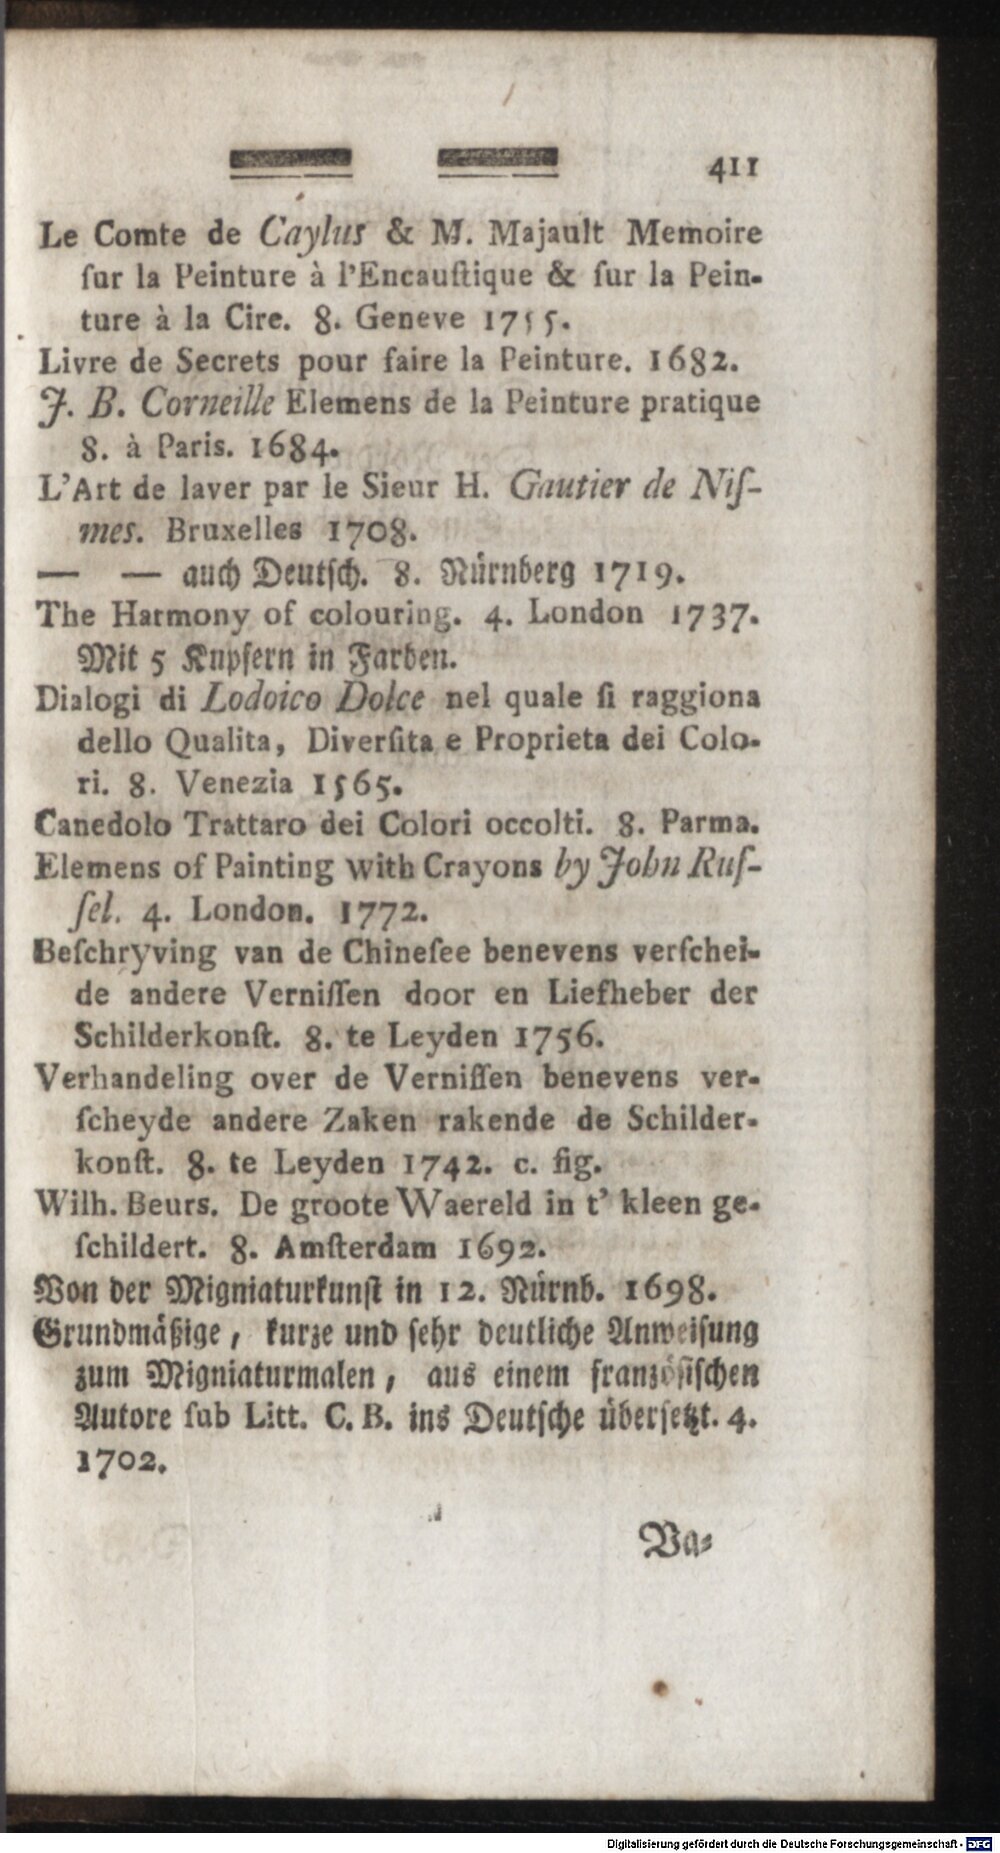 411
Le Comte de Caylus & M. Majault Memoire
ſur la Peinture à l'Encauſtique & ſur la Pein-
ture à la Cire. 8. Geneve 1755.
Livre de Secrets pour faire la Peinture. 1682.
J. B. Corneille Elemens de la Peinture pratique
8. à Paris. 1684.
L'Art de laver par le Sieur H. Gautier de Niſ-
mes. Bruxelles 1708.
— — auch Deutſch. 8. Nürnberg 1719.
The Harmony of colouring. 4. London 1737.
Mit 5 Kupfern in Farben.
Dialogi di Lodoico Dolce nel quale ſi raggiona
dello Qualita, Diverſita e Proprieta dei Colo-
ri. 8. Venezia 1565.
Canedolo Trattaro dei Colori occolti. 8. Parma.
Elemens of Painting with Crayons by John Ruſ-
ſel. 4. London. 1772.
Beſchryving van de Chineſee benevens verſchei-
de andere Verniſſen door en Liefheber der
Schilderkonſt. 8. te Leyden 1756.
Verhandeling over de Verniſſen benevens ver-
ſcheyde andere Zaken rakende de Schilder-
konſt. 8. te Leyden 1742. c. fig.
Wilh. Beurs. De groote Waereld in t' kleen ge-
ſchildert. 8. Amſterdam 1692.
Von der Migniaturkunſt in 12. Nürnb. 1698.
Grundmäßige, kurze und ſehr deutliche Anweiſung
zum Migniaturmalen, aus einem französiſchen
Autore ſub Litt. C. B. ins Deutſche überſetzt. 4.
1702.
Va-
Digitalisierung gefördert durch die Deutsche Forschungsgemeinschaft - DFG